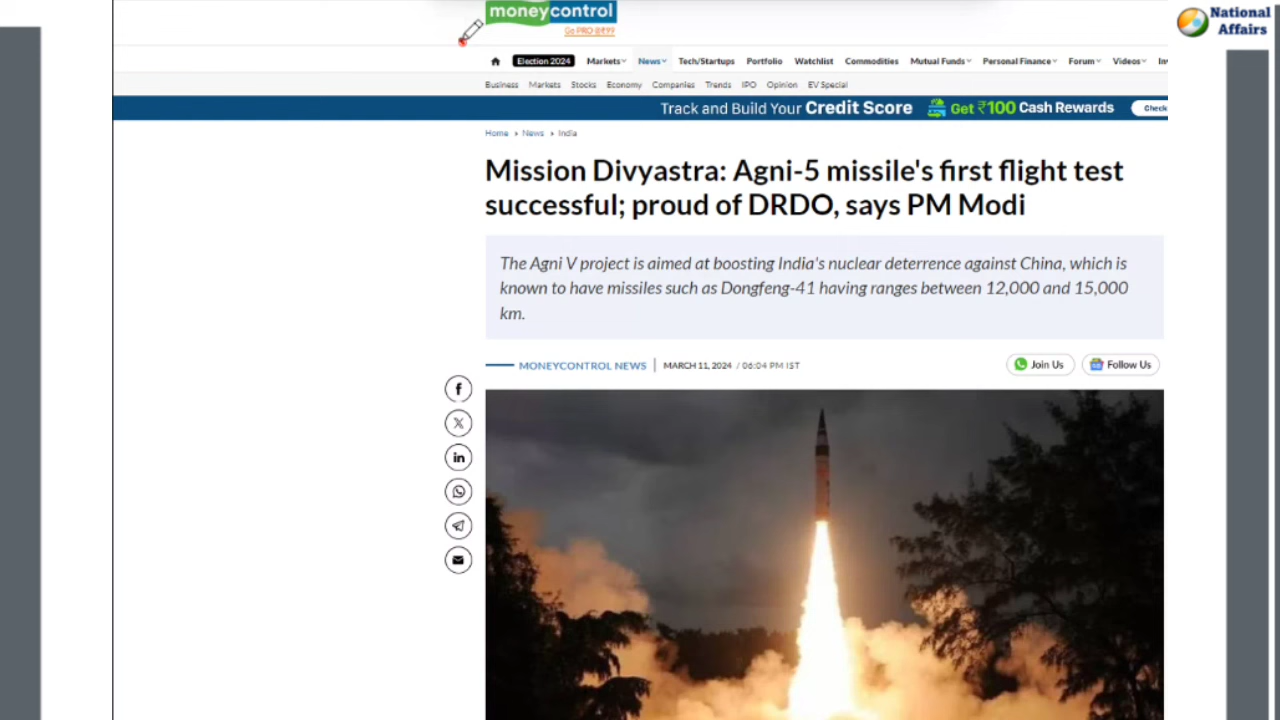 moneycontrol
Go PRO @₹99
National
Affairs
Election 2024 Markets News Tech/Startups Portfolio Watchlist Commodities Mutual Funds Personal Finance Forum Videos
Business Markets Stocks Economy Companies Trends IPO Opinion EV Special
Track and Build Your Credit Score Get ₹100 Cash Rewards Check
Home > News > India
Mission Divyastra: Agni-5 missile's first flight test
successful; proud of DRDO, says PM Modi
The Agni V project is aimed at boosting India's nuclear deterrence against China, which is
known to have missiles such as Dongfeng-41 having ranges between 12,000 and 15,000
km.
MONEYCONTROL NEWS | MARCH 11, 2024 / 06:04 PM IST
Join Us Follow Us